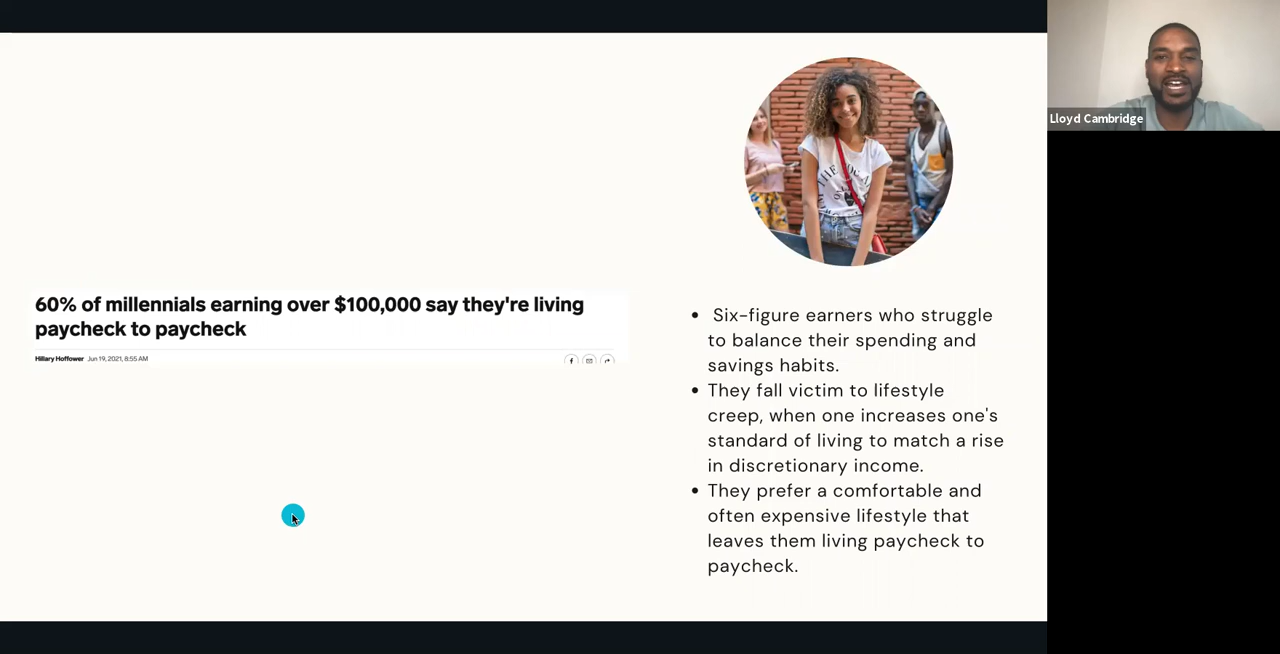 60% of millennials earning over $100,000 say they're living
paycheck to paycheck
Hillary Hoffower Jun 19, 2021, 8:55 AM
Six-figure earners who struggle
to balance their spending and
savings habits.
They fall victim to lifestyle
creep, when one increases one's
standard of living to match a rise
in discretionary income.
They prefer a comfortable and
often expensive lifestyle that
leaves them living paycheck to
paycheck.
Lloyd Cambridge